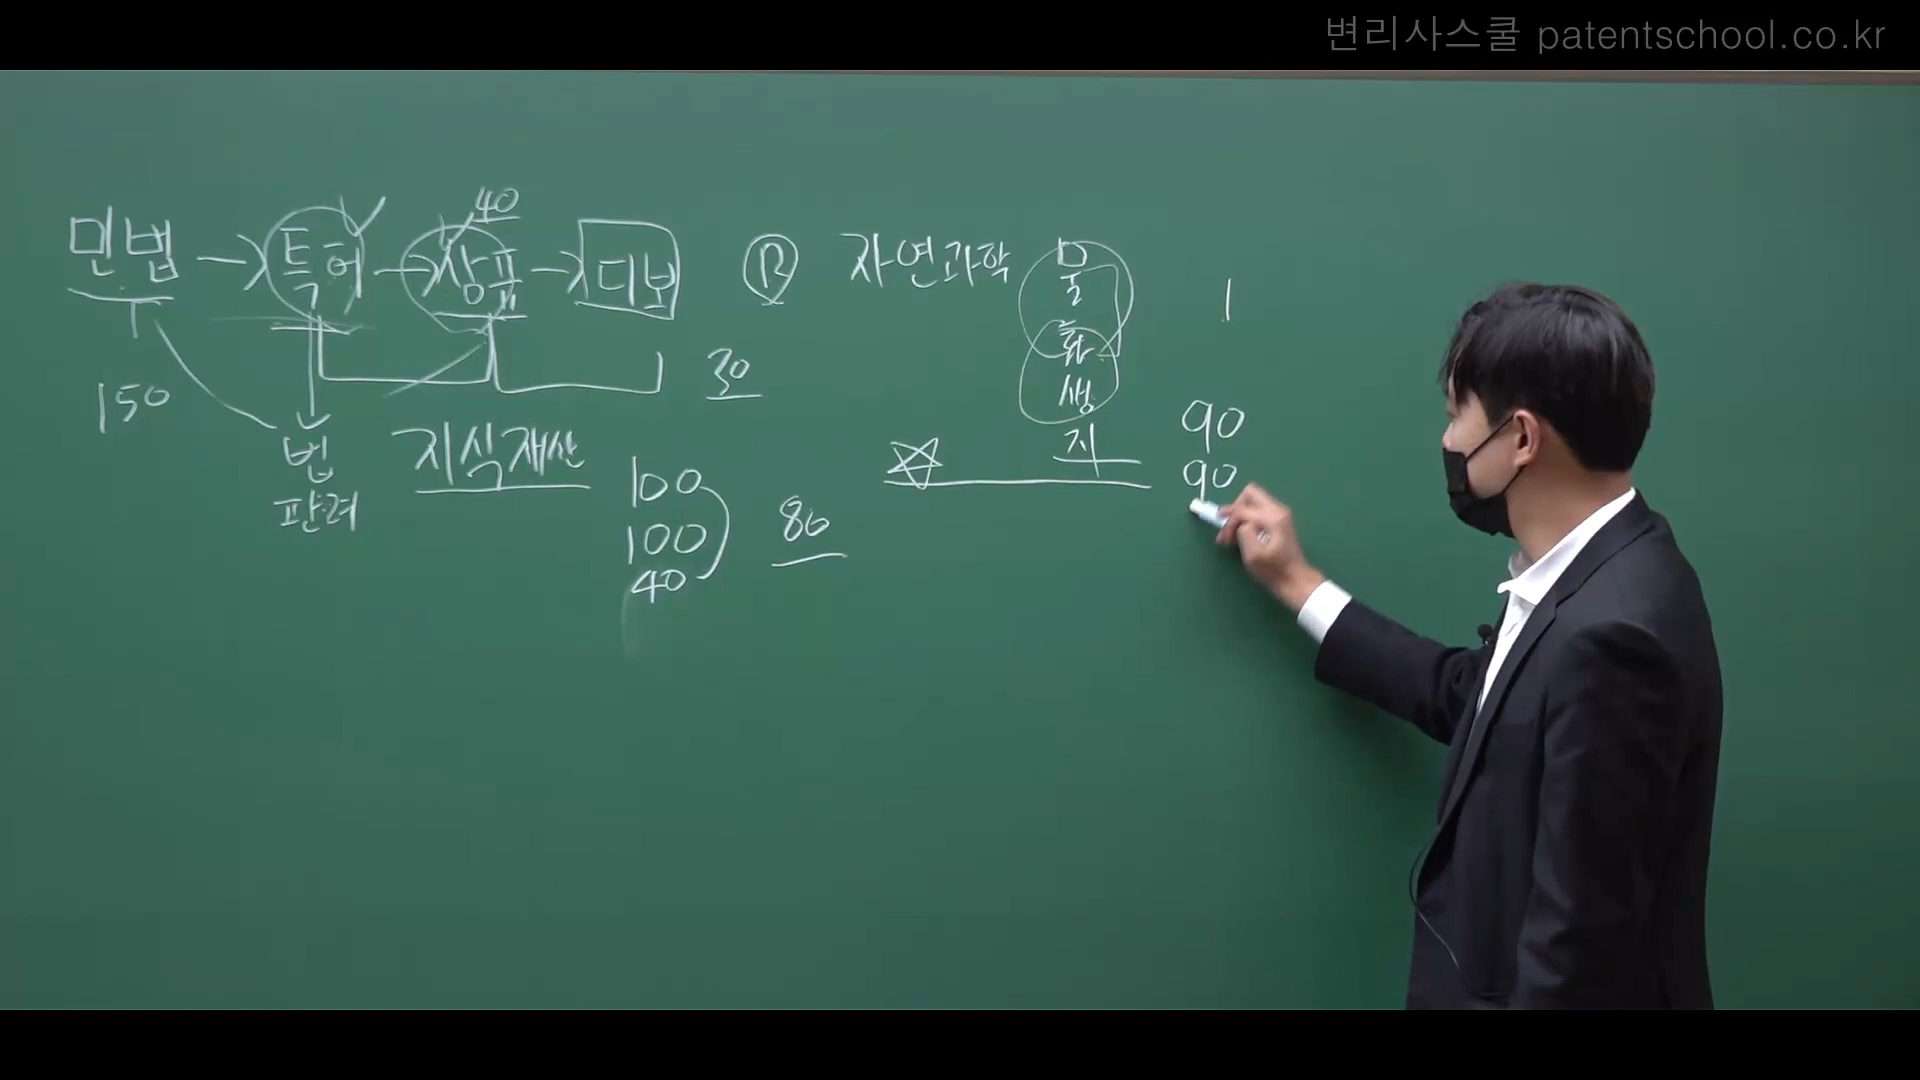 변리사스쿨 patentschool.co.kr
40
민법 → 특허 → 상표 → 디보 R 자연과학 물
화
생
지
1
150
30
법
판례
지식재산
100
100
40
80
90
90